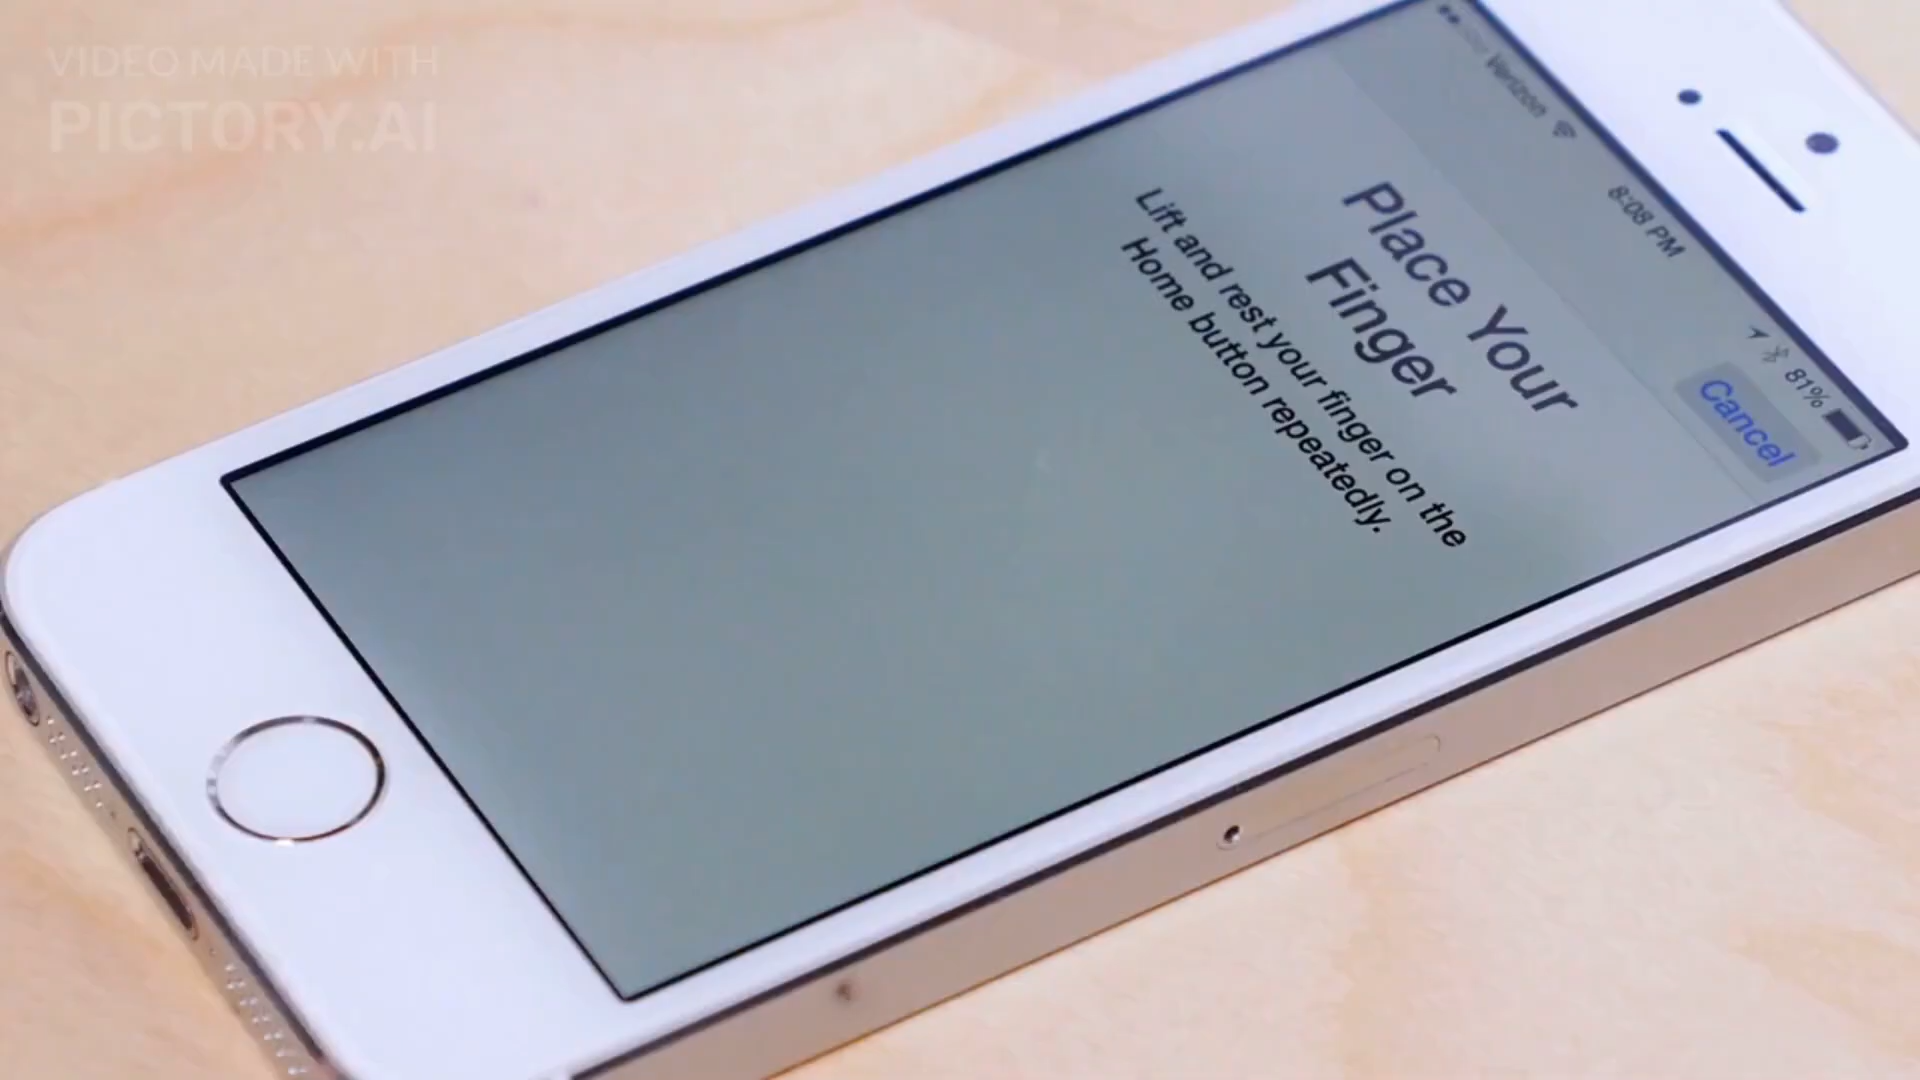 VIDEO MADE WITH
PICTORY.AI
Verizon
8:08 PM
81%
Cancel
Place Your
Finger
Lift and rest your finger on the
Home button repeatedly.